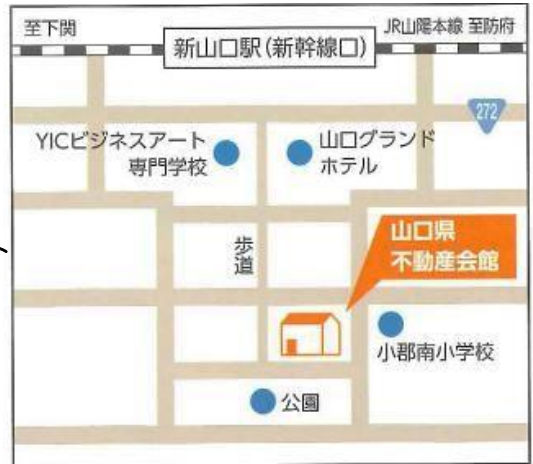 至下関
新山口駅(新幹線口)
JR山陽本線 至防府
272
YICビジネスアート
専門学校
山口グランド
ホテル
歩道
山口県
不動産会館
小郡南小学校
公園